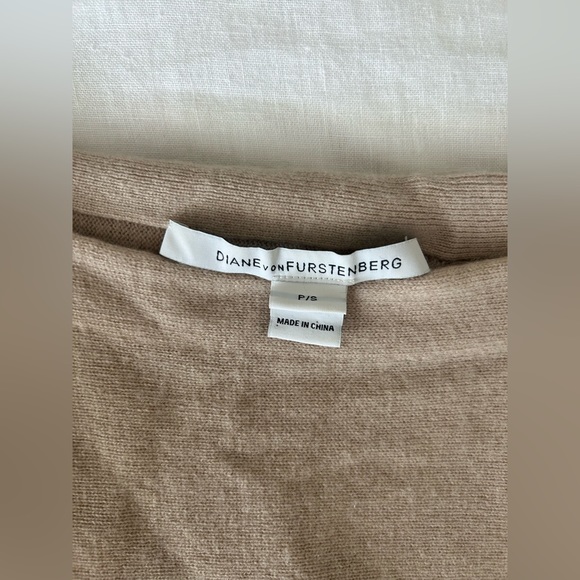 DIANE VON FURSTENBERG
P/S
MADE IN CHINA